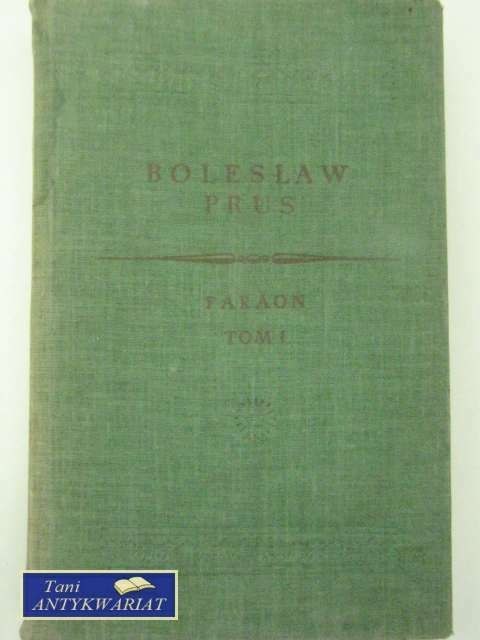 BOLESŁAW
PRUS
FARAON
TOM I
Tani
ANTYKWARIAT